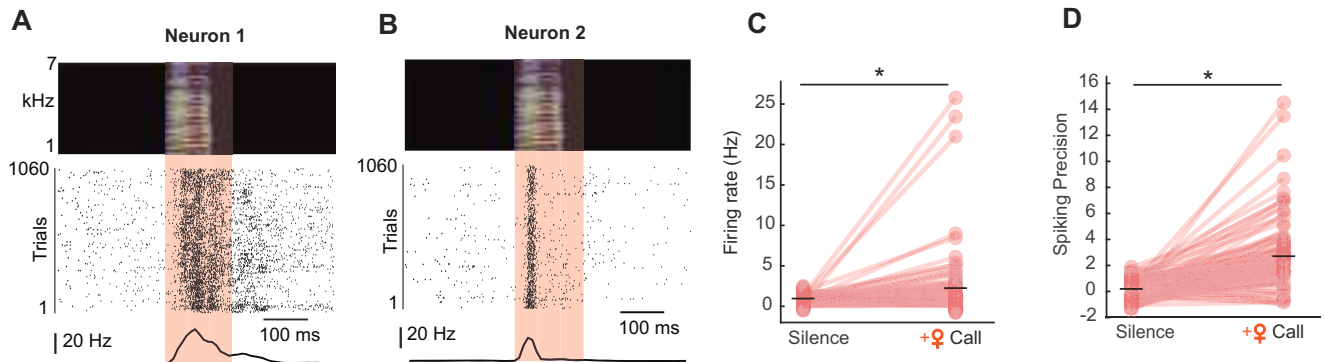 A
Neuron 1
7
kHz
1
1060
Trials
1
100 ms
20 Hz
B
Neuron 2
1060
Trials
1
100 ms
20 Hz
C
*
25
20
15
10
5
0
Firing rate (Hz)
Silence
+♀ Call
D
*
16
14
12
10
8
6
4
2
0
-2
Spiking Precision
Silence
+♀ Call